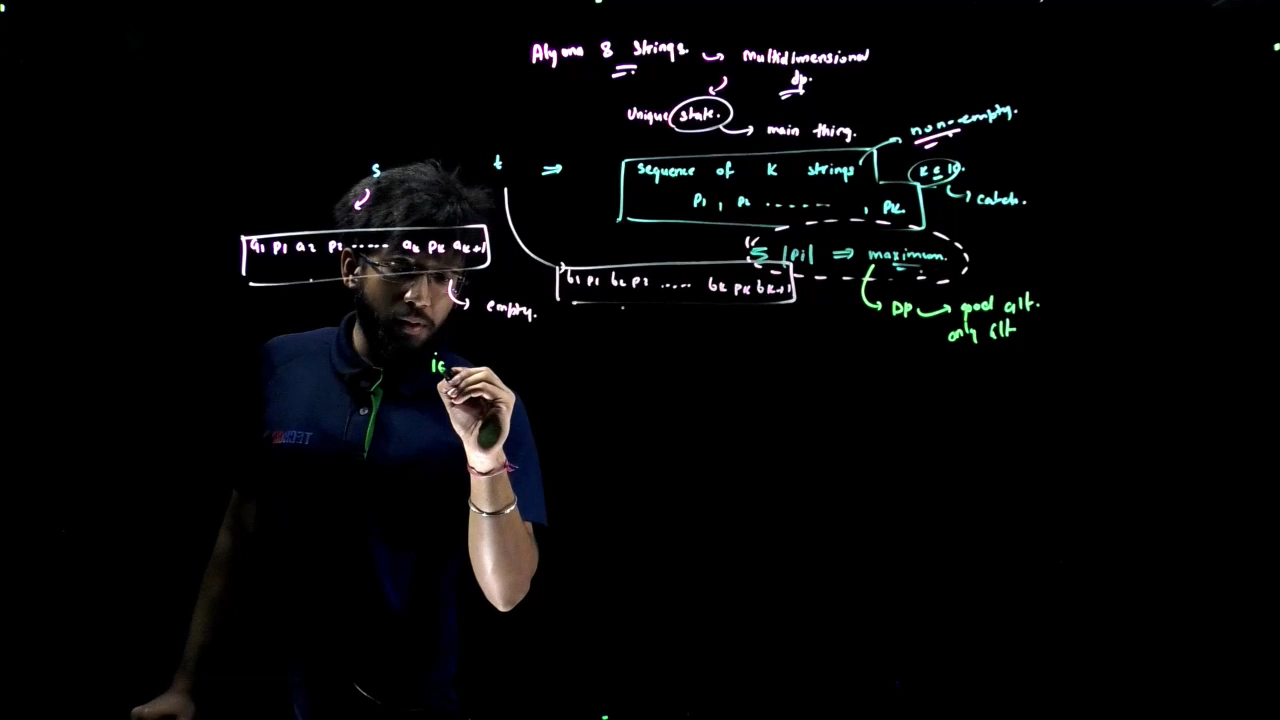 Alyona & Strings → multidimensional
dp.
Unique state.
→ main thing.
non-empty.
s t ⇒ sequence of k strings k ≤ 10.
p1, p2 ......., pk.
→ catch.
a1 p1 a2 p2 ..... ak pk ak+1
Σ |pi| ⇒ maximum.
b1 p1 b2 p2 ..... bk pk bk+1
→ empty.
→ DP → good alt.
only alt